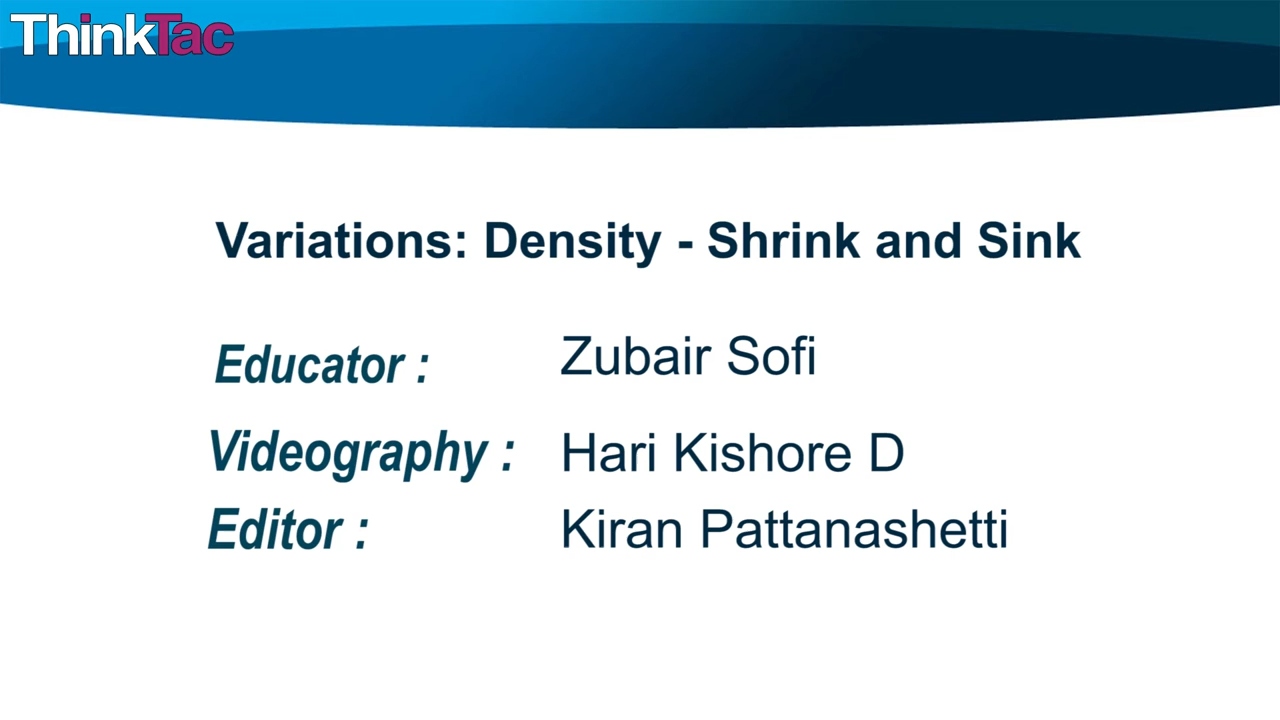 ThinkTac
Variations: Density - Shrink and Sink
Educator : Zubair Sofi
Videography : Hari Kishore D
Editor : Kiran Pattanashetti